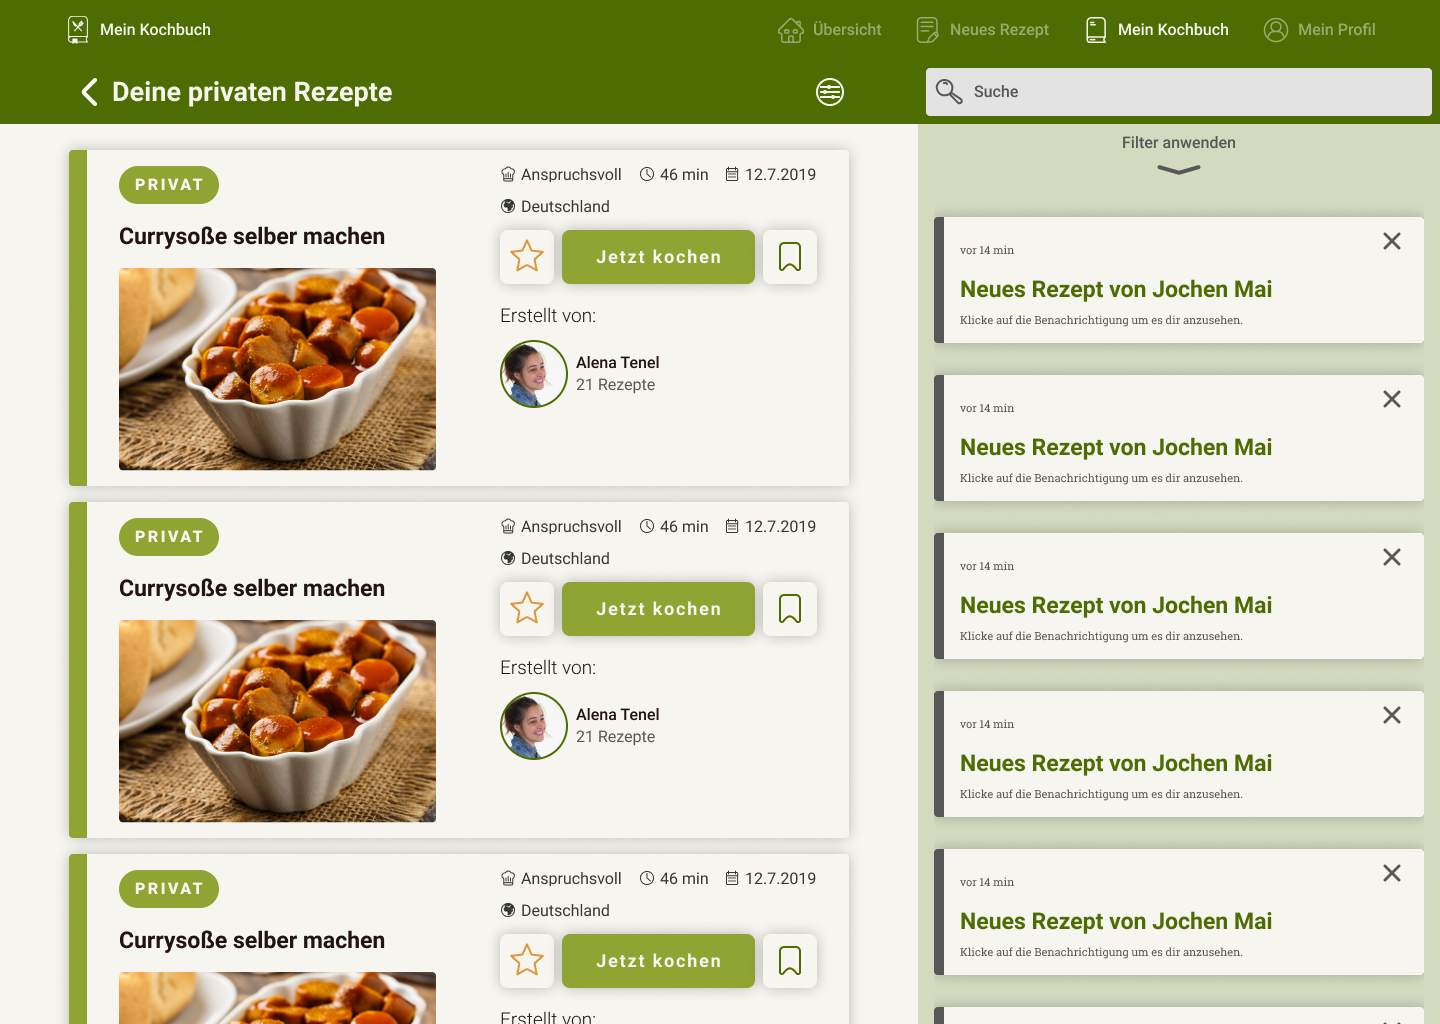 Mein Kochbuch
Übersicht
Neues Rezept
Mein Kochbuch
Mein Profil
Deine privaten Rezepte
Suche
PRIVAT
Currysoße selber machen
Anspruchsvoll 46 min 12.7.2019
Deutschland
Jetzt kochen
Erstellt von:
Alena Tenel
21 Rezepte
PRIVAT
Currysoße selber machen
Anspruchsvoll 46 min 12.7.2019
Deutschland
Jetzt kochen
Erstellt von:
Alena Tenel
21 Rezepte
PRIVAT
Currysoße selber machen
Anspruchsvoll 46 min 12.7.2019
Deutschland
Jetzt kochen
Erstellt von:
Filter anwenden
vor 14 min
Neues Rezept von Jochen Mai
Klicke auf die Benachrichtigung um es dir anzusehen.
vor 14 min
Neues Rezept von Jochen Mai
Klicke auf die Benachrichtigung um es dir anzusehen.
vor 14 min
Neues Rezept von Jochen Mai
Klicke auf die Benachrichtigung um es dir anzusehen.
vor 14 min
Neues Rezept von Jochen Mai
Klicke auf die Benachrichtigung um es dir anzusehen.
vor 14 min
Neues Rezept von Jochen Mai
Klicke auf die Benachrichtigung um es dir anzusehen.